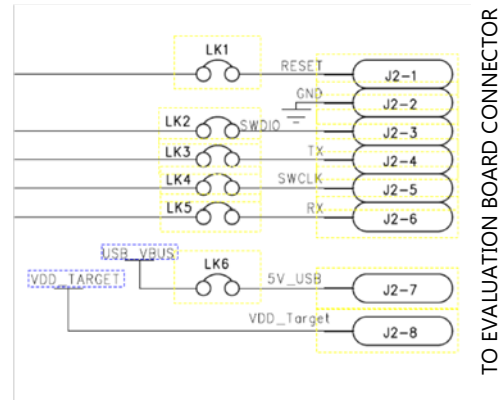 LK1
RESET
J2-1
GND
J2-2
LK2
SWDIO
J2-3
LK3
TX
J2-4
LK4
SWCLK
J2-5
LK5
RX
J2-6
USB_VBUS
LK6
VDD_TARGET
5V_USB
J2-7
VDD_Target
J2-8
TO EVALUATION BOARD CONNECTOR